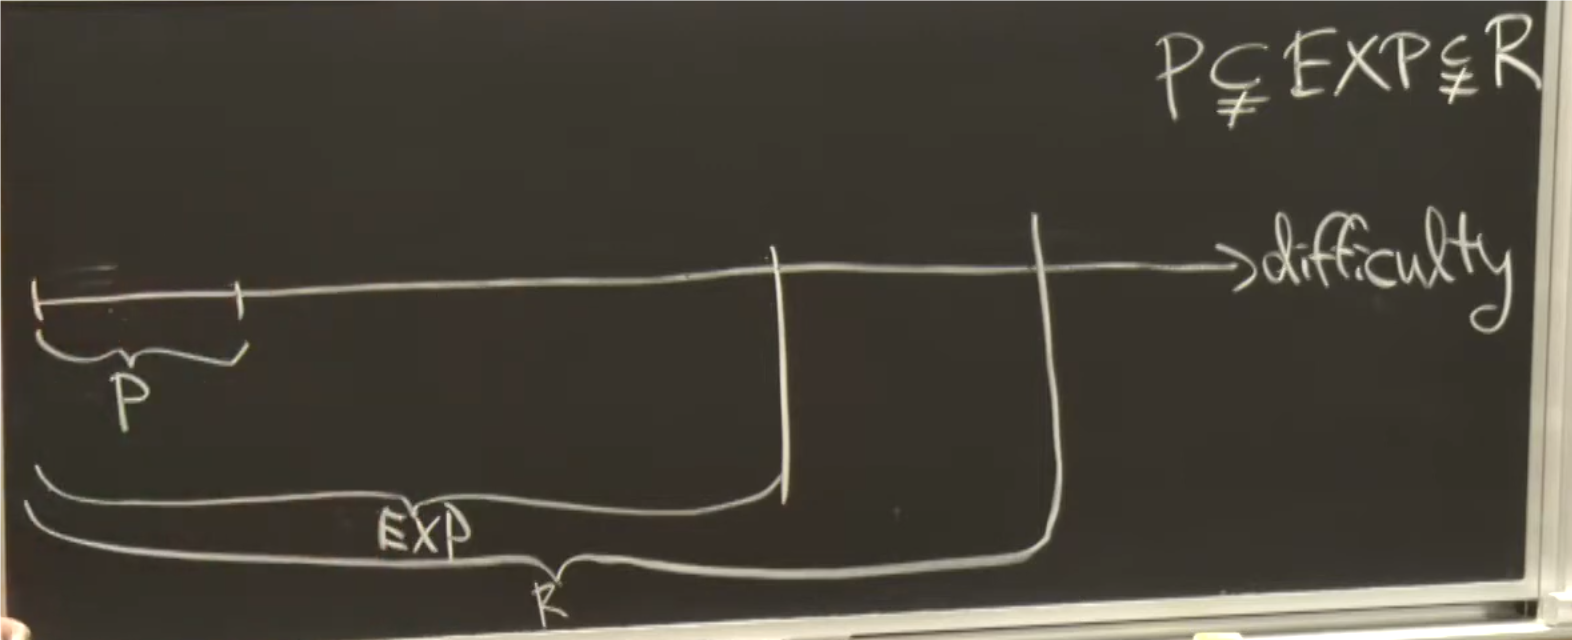 P ⊊ EXP ⊊ R
difficulty
P
EXP
R